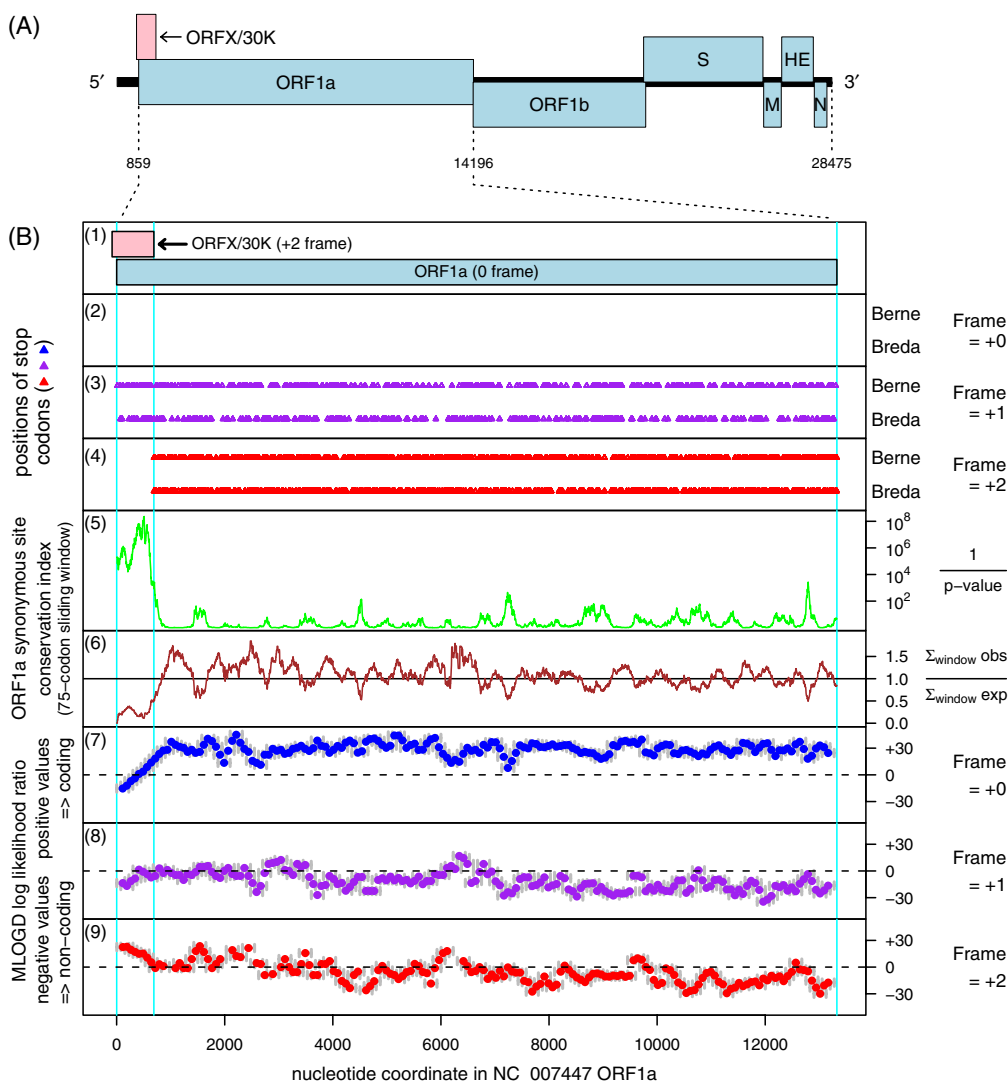 (A)
ORFX/30K
5′
ORF1a
ORF1b
S
M
HE
N
3′
859
14196
28475
(B)
(1)
ORFX/30K (+2 frame)
ORF1a (0 frame)
positions of stop
codons (▲▲▲)
(2)
Berne
Breda
Frame
= +0
(3)
Berne
Breda
Frame
= +1
(4)
Berne
Breda
Frame
= +2
ORF1a synonymous site
conservation index
(75−codon sliding window)
(5)
10^8
10^6
10^4
10^2
1
p−value
(6)
1.5
1.0
0.5
0.0
Σwindow obs
Σwindow exp
MLOGD log likelihood ratio
negative values positive values
=> non−coding => coding
(7)
+30
0
−30
Frame
= +0
(8)
+30
0
−30
Frame
= +1
(9)
+30
0
−30
Frame
= +2
0 2000 4000 6000 8000 10000 12000
nucleotide coordinate in NC_007447 ORF1a